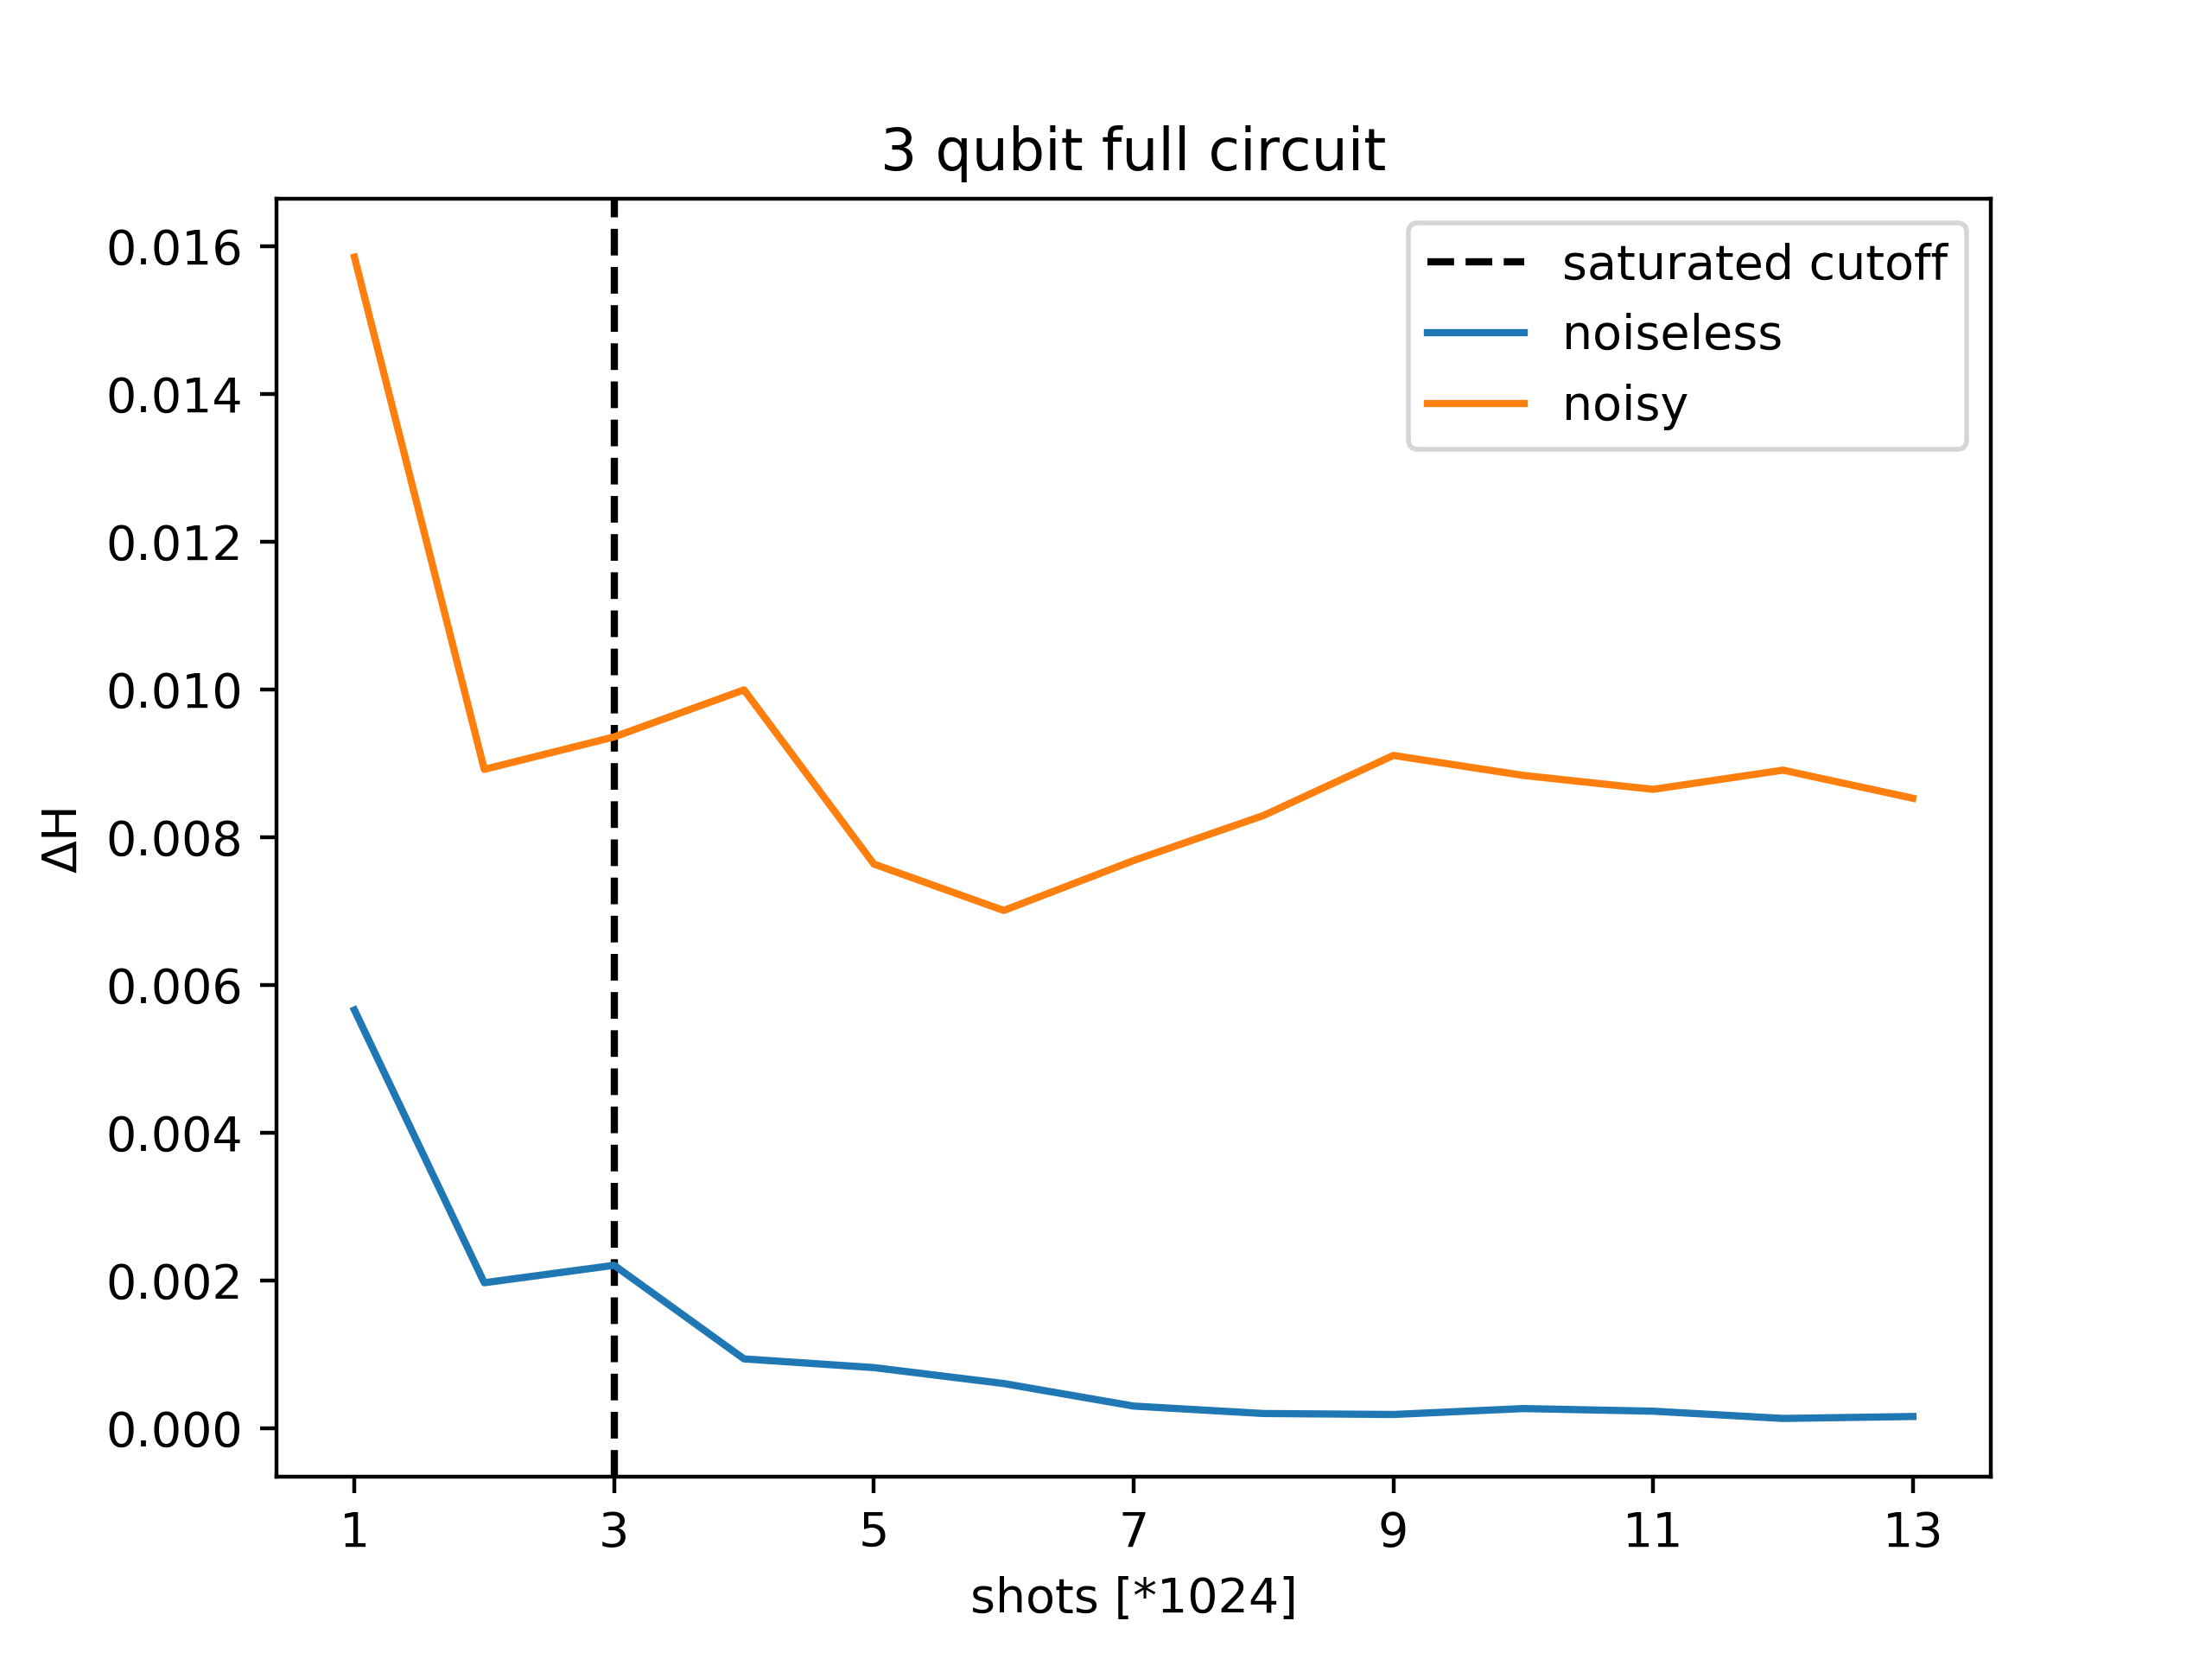 3 qubit full circuit
saturated cutoff
noiseless
noisy
0.016
0.014
0.012
0.010
0.008
0.006
0.004
0.002
0.000
ΔH
1 3 5 7 9 11 13
shots [*1024]